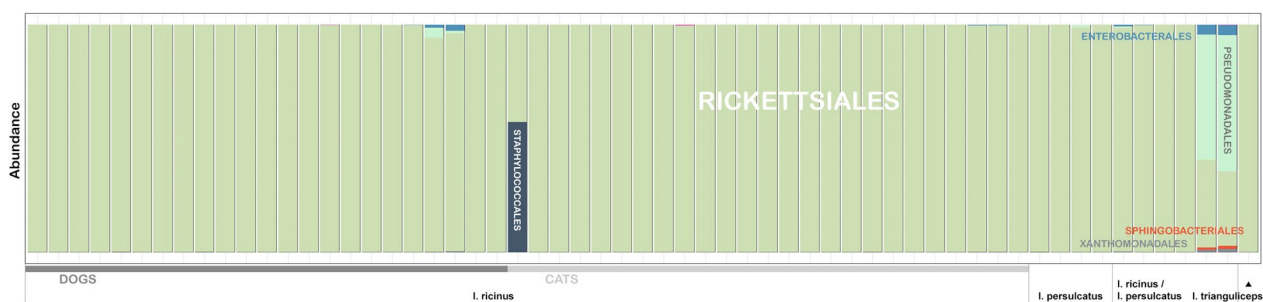 Abundance
ENTEROBACTERALES
PSEUDOMONADALES
RICKETTSIALES
STAPHYLOCOCCALES
SPHINGOBACTERIALES
XANTHOMONADALES
DOGS
CATS
I. ricinus
I. persulcatus
I. ricinus /
I. persulcatus
I. trianguliceps
▲